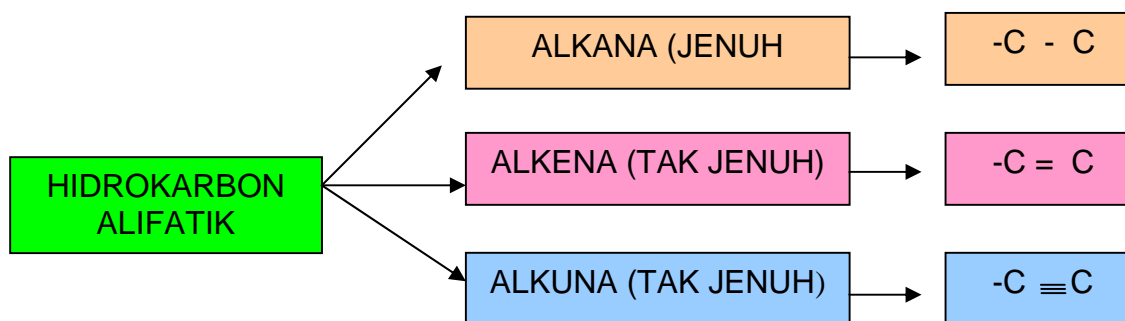 ALKANA (JENUH
-C - C
HIDROKARBON
ALIFATIK
ALKENA (TAK JENUH)
-C = C
ALKUNA (TAK JENUH)
-C ≡C